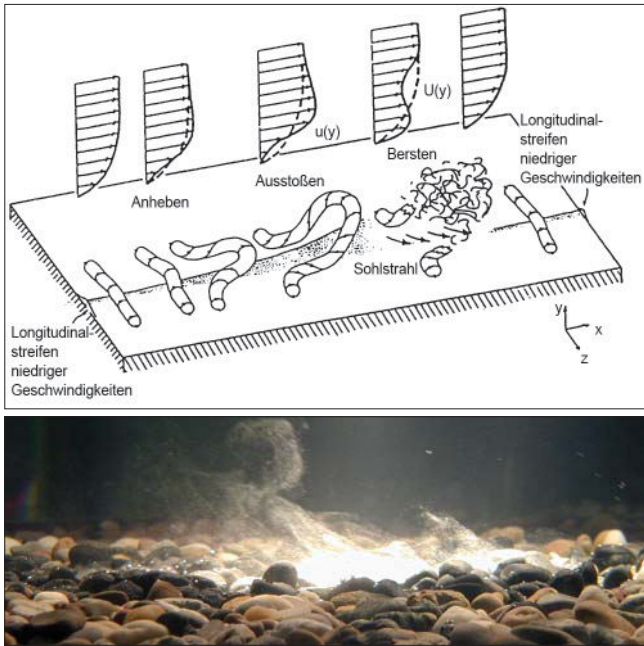 U(y)
u(y)
Longitudinal-
streifen
niedriger
Geschwindigkeiten
Bersten
Ausstoßen
Anheben
Sohlstrahl
Longitudinal-
streifen
niedriger
Geschwindigkeiten
y
x
z